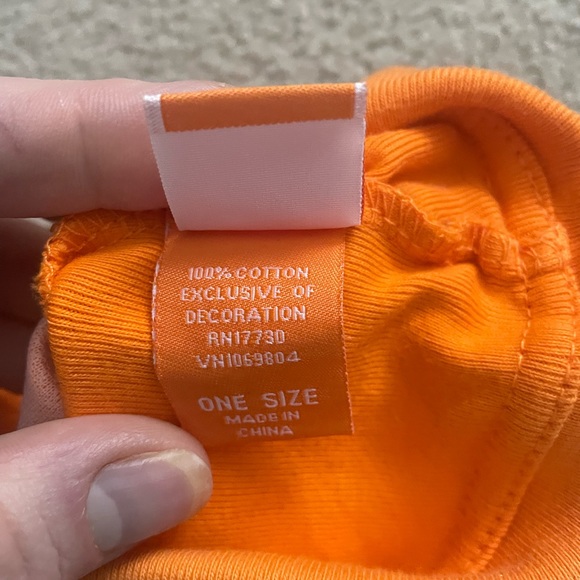 100% COTTON
EXCLUSIVE OF
DECORATION
RN17730
VN1069804
ONE SIZE
MADE IN
CHINA